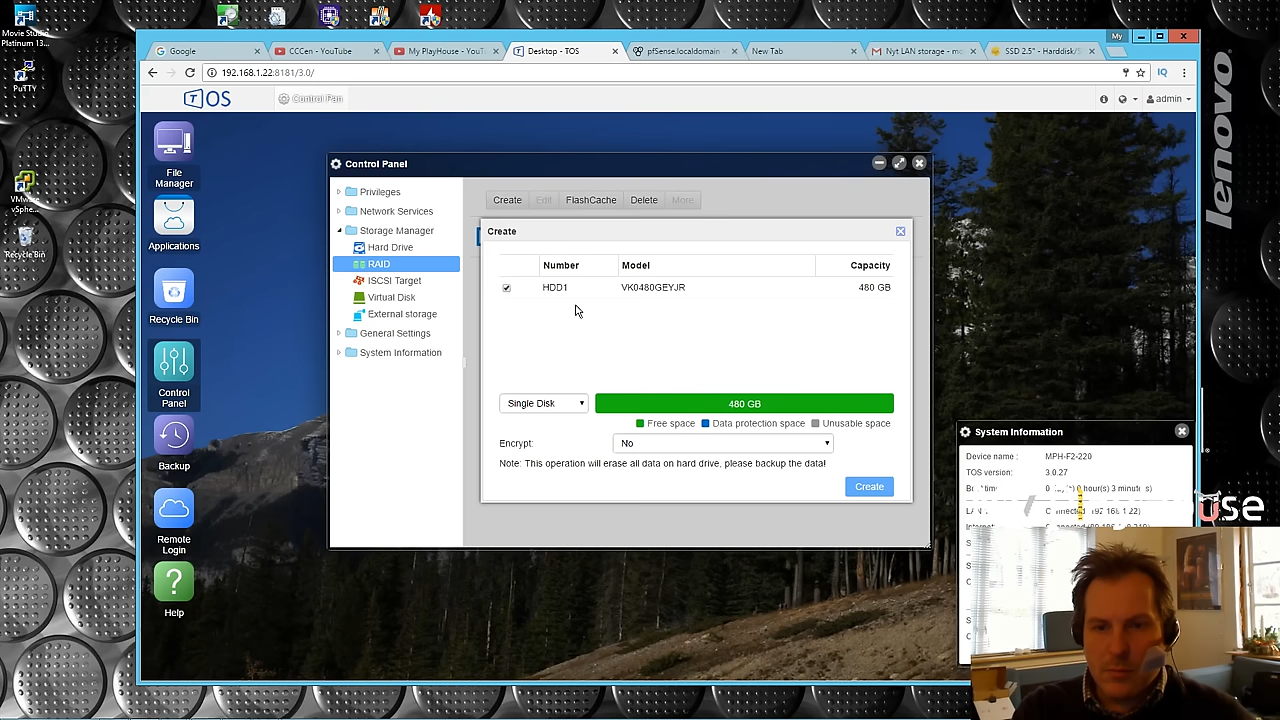 Movie Studio
Platinum 13...
PuTTY
VMware
vSphe...
Recycle Bin
Google
CCCen - YouTube
My PlayHouse - YouTu
Desktop - TOS
pfSense.localdomain
New Tab
Nyt LAN storage - mo
SSD 2.5" - Harddisk/S
My
192.168.1.22:8181/3.0/
IQ
TOS
Control Pan
admin
File
Manager
Applications
Recycle Bin
Control
Panel
Backup
Remote
Login
Help
Control Panel
Privileges
Network Services
Storage Manager
Hard Drive
RAID
ISCSI Target
Virtual Disk
External storage
General Settings
System Information
Create Edit FlashCache Delete More
Create
Number Model Capacity
HDD1 VK0480GEYJR 480 GB
Single Disk 480 GB
Free space Data protection space Unusable space
Encrypt: No
Note: This operation will erase all data on hard drive, please backup the data!
Create
System Information
Device name : MPH-F2-220
TOS version: 3.0.27
lenovo